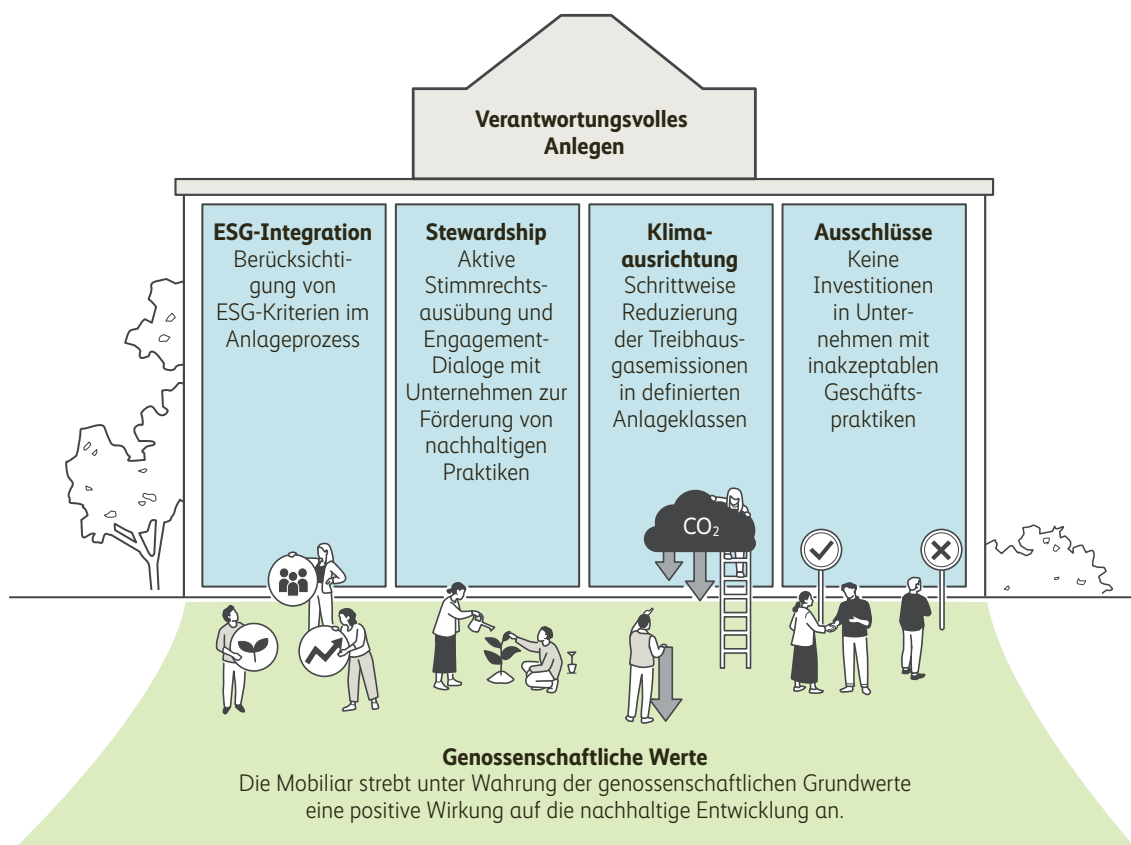 Verantwortungsvolles
Anlegen
ESG-Integration
Berücksichti-
gung von
ESG-Kriterien im
Anlageprozess
Stewardship
Aktive
Stimmrechts-
ausübung und
Engagement-
Dialoge mit
Unternehmen zur
Förderung von
nachhaltigen
Praktiken
Klima-
ausrichtung
Schrittweise
Reduzierung
der Treibhaus-
gasemissionen
in definierten
Anlageklassen
Ausschlüsse
Keine
Investitionen
in Unter-
nehmen mit
inakzeptablen
Geschäfts-
praktiken
CO₂
Genossenschaftliche Werte
Die Mobiliar strebt unter Wahrung der genossenschaftlichen Grundwerte
eine positive Wirkung auf die nachhaltige Entwicklung an.